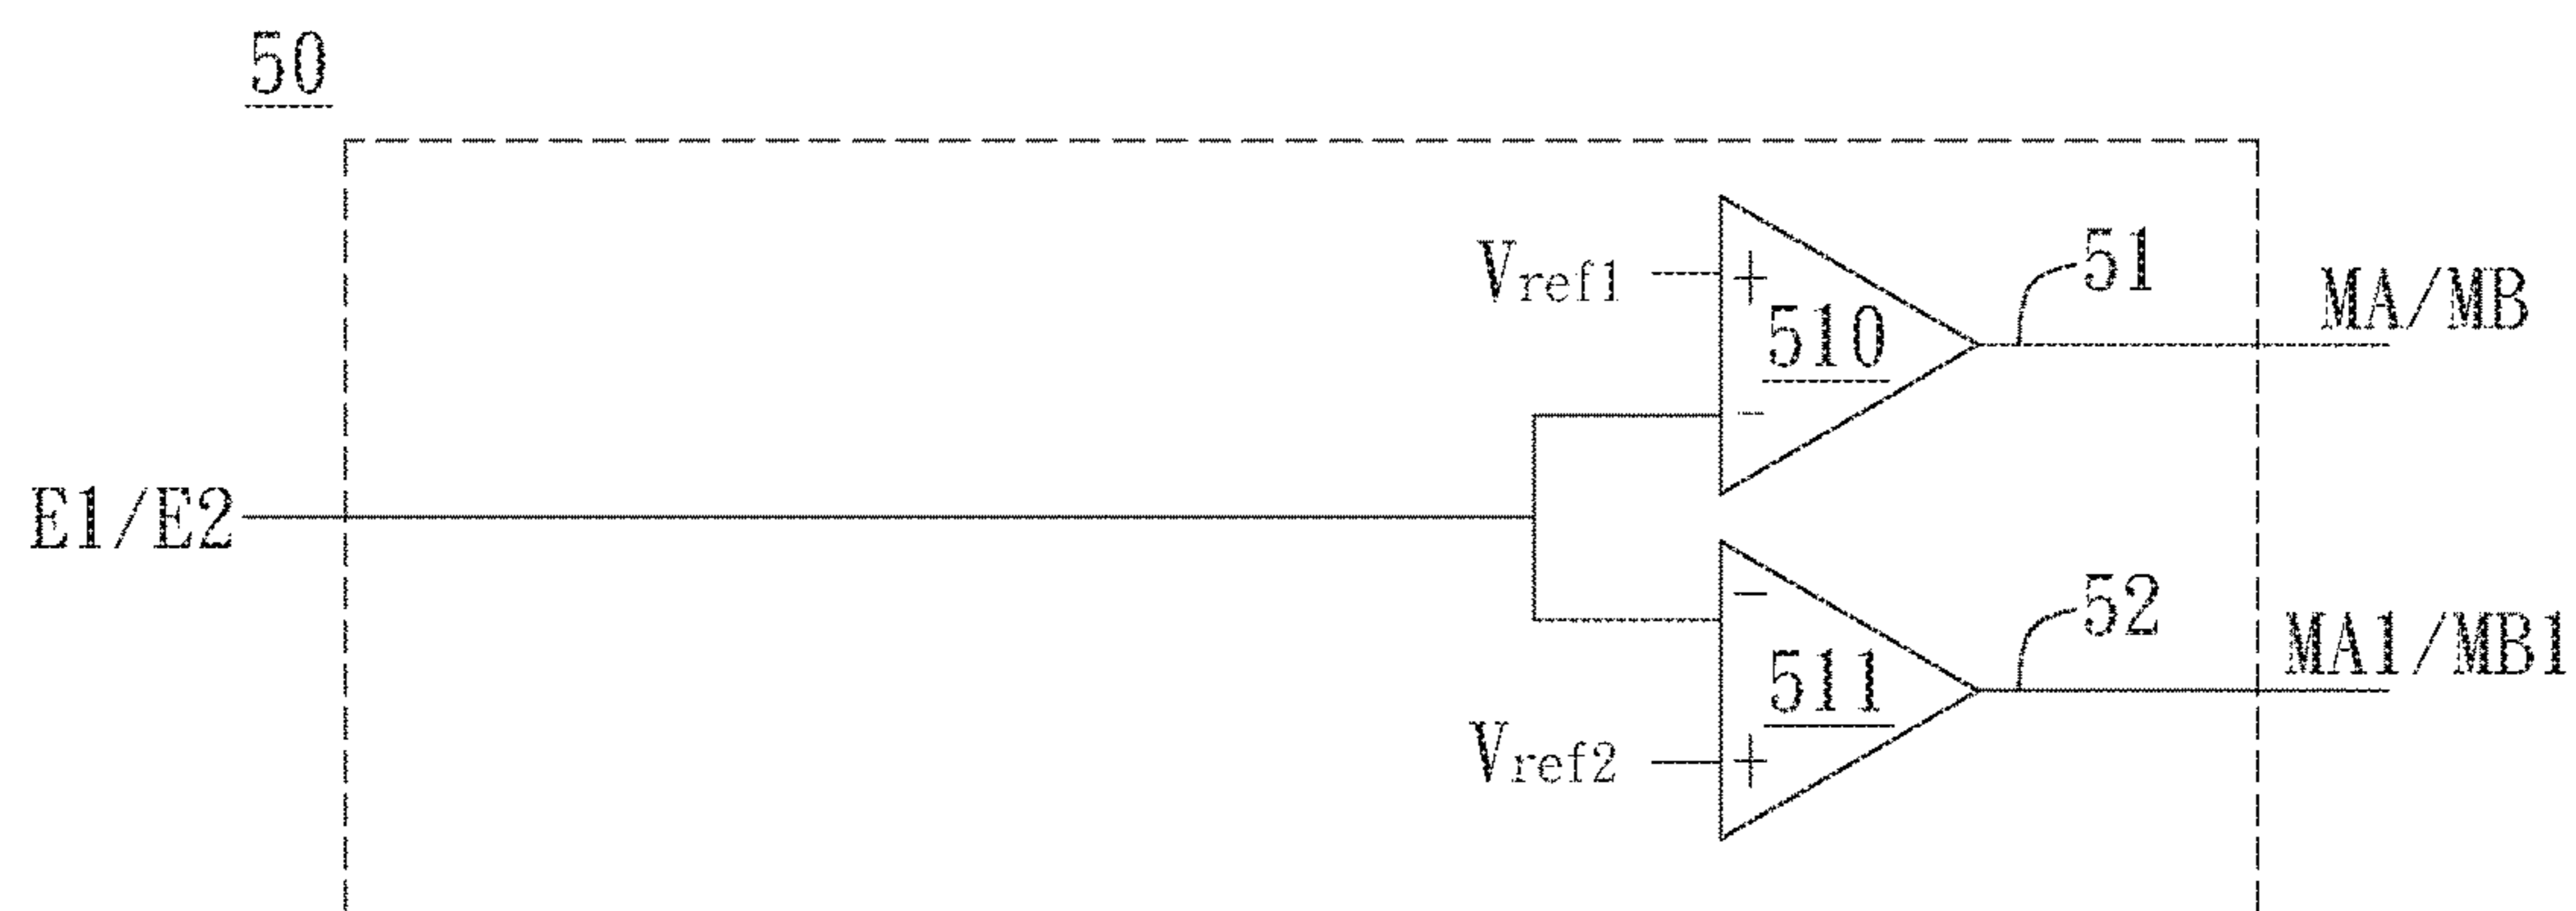 50
Vref1
+
510
-
51
MA/MB
E1/E2
-
511
+
52
MA1/MB1
Vref2